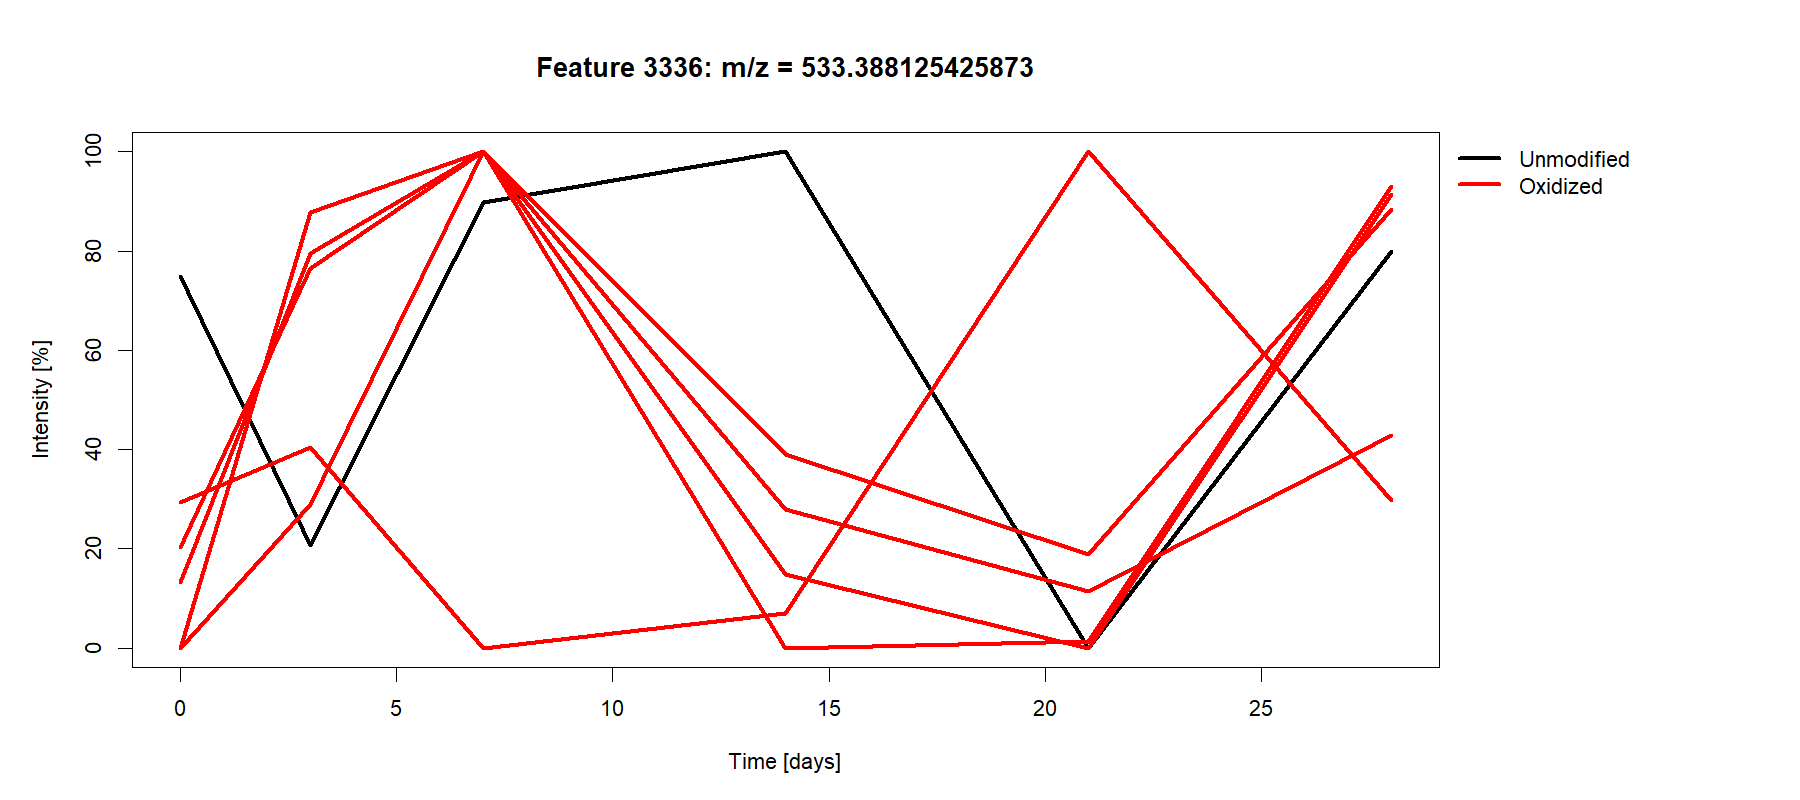 Feature 3336: m/z = 533.388125425873
Unmodified
Oxidized
Intensity [%]
100
80
60
40
20
0
0 5 10 15 20 25
Time [days]